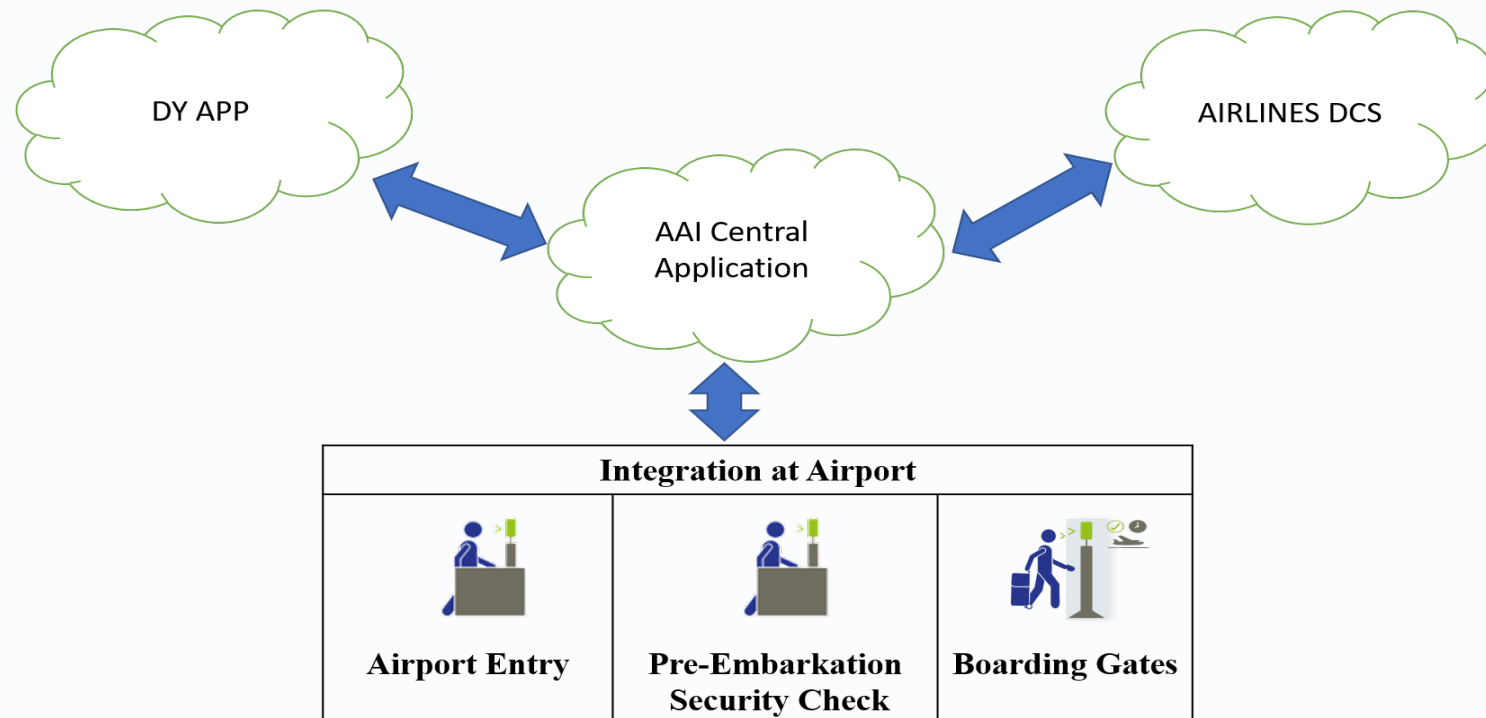 DY APP
AIRLINES DCS
AAI Central
Application
Integration at Airport
Airport Entry
Pre-Embarkation
Security Check
Boarding Gates